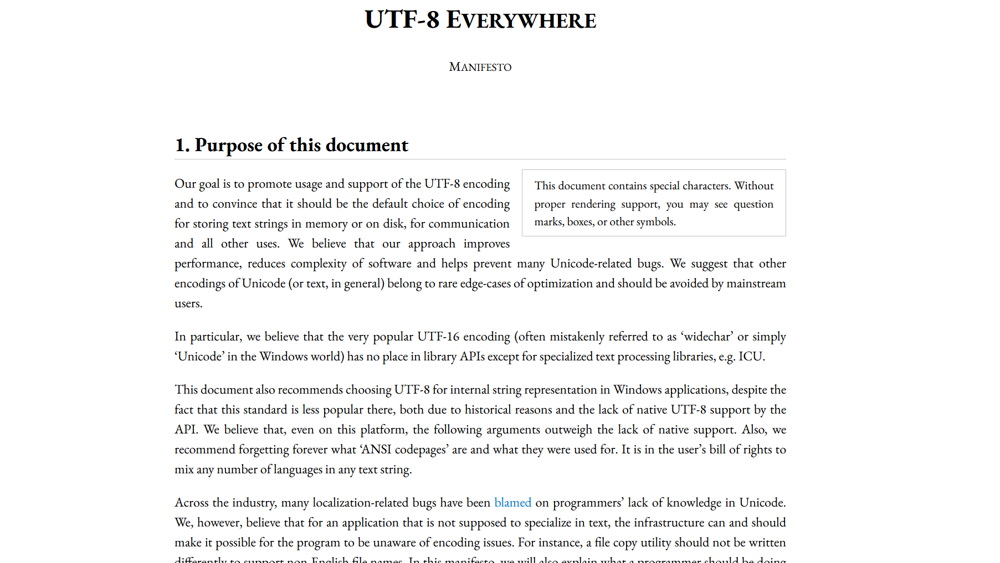 UTF-8 Everywhere
Manifesto
1. Purpose of this document
This document contains special characters. Without
proper rendering support, you may see question
marks, boxes, or other symbols.
Our goal is to promote usage and support of the UTF-8 encoding
and to convince that it should be the default choice of encoding
for storing text strings in memory or on disk, for communication
and all other uses. We believe that our approach improves
performance, reduces complexity of software and helps prevent many Unicode-related bugs. We suggest that other
encodings of Unicode (or text, in general) belong to rare edge-cases of optimization and should be avoided by mainstream
users.
In particular, we believe that the very popular UTF-16 encoding (often mistakenly referred to as ‘widechar’ or simply
‘Unicode’ in the Windows world) has no place in library APIs except for specialized text processing libraries, e.g. ICU.
This document also recommends choosing UTF-8 for internal string representation in Windows applications, despite the
fact that this standard is less popular there, both due to historical reasons and the lack of native UTF-8 support by the
API. We believe that, even on this platform, the following arguments outweigh the lack of native support. Also, we
recommend forgetting forever what ‘ANSI codepages’ are and what they were used for. It is in the user’s bill of rights to
mix any number of languages in any text string.
Across the industry, many localization-related bugs have been blamed on programmers’ lack of knowledge in Unicode.
We, however, believe that for an application that is not supposed to specialize in text, the infrastructure can and should
make it possible for the program to be unaware of encoding issues. For instance, a file copy utility should not be written
differently to support non-English file names. In this manifesto, we will also explain what a programmer should be doing